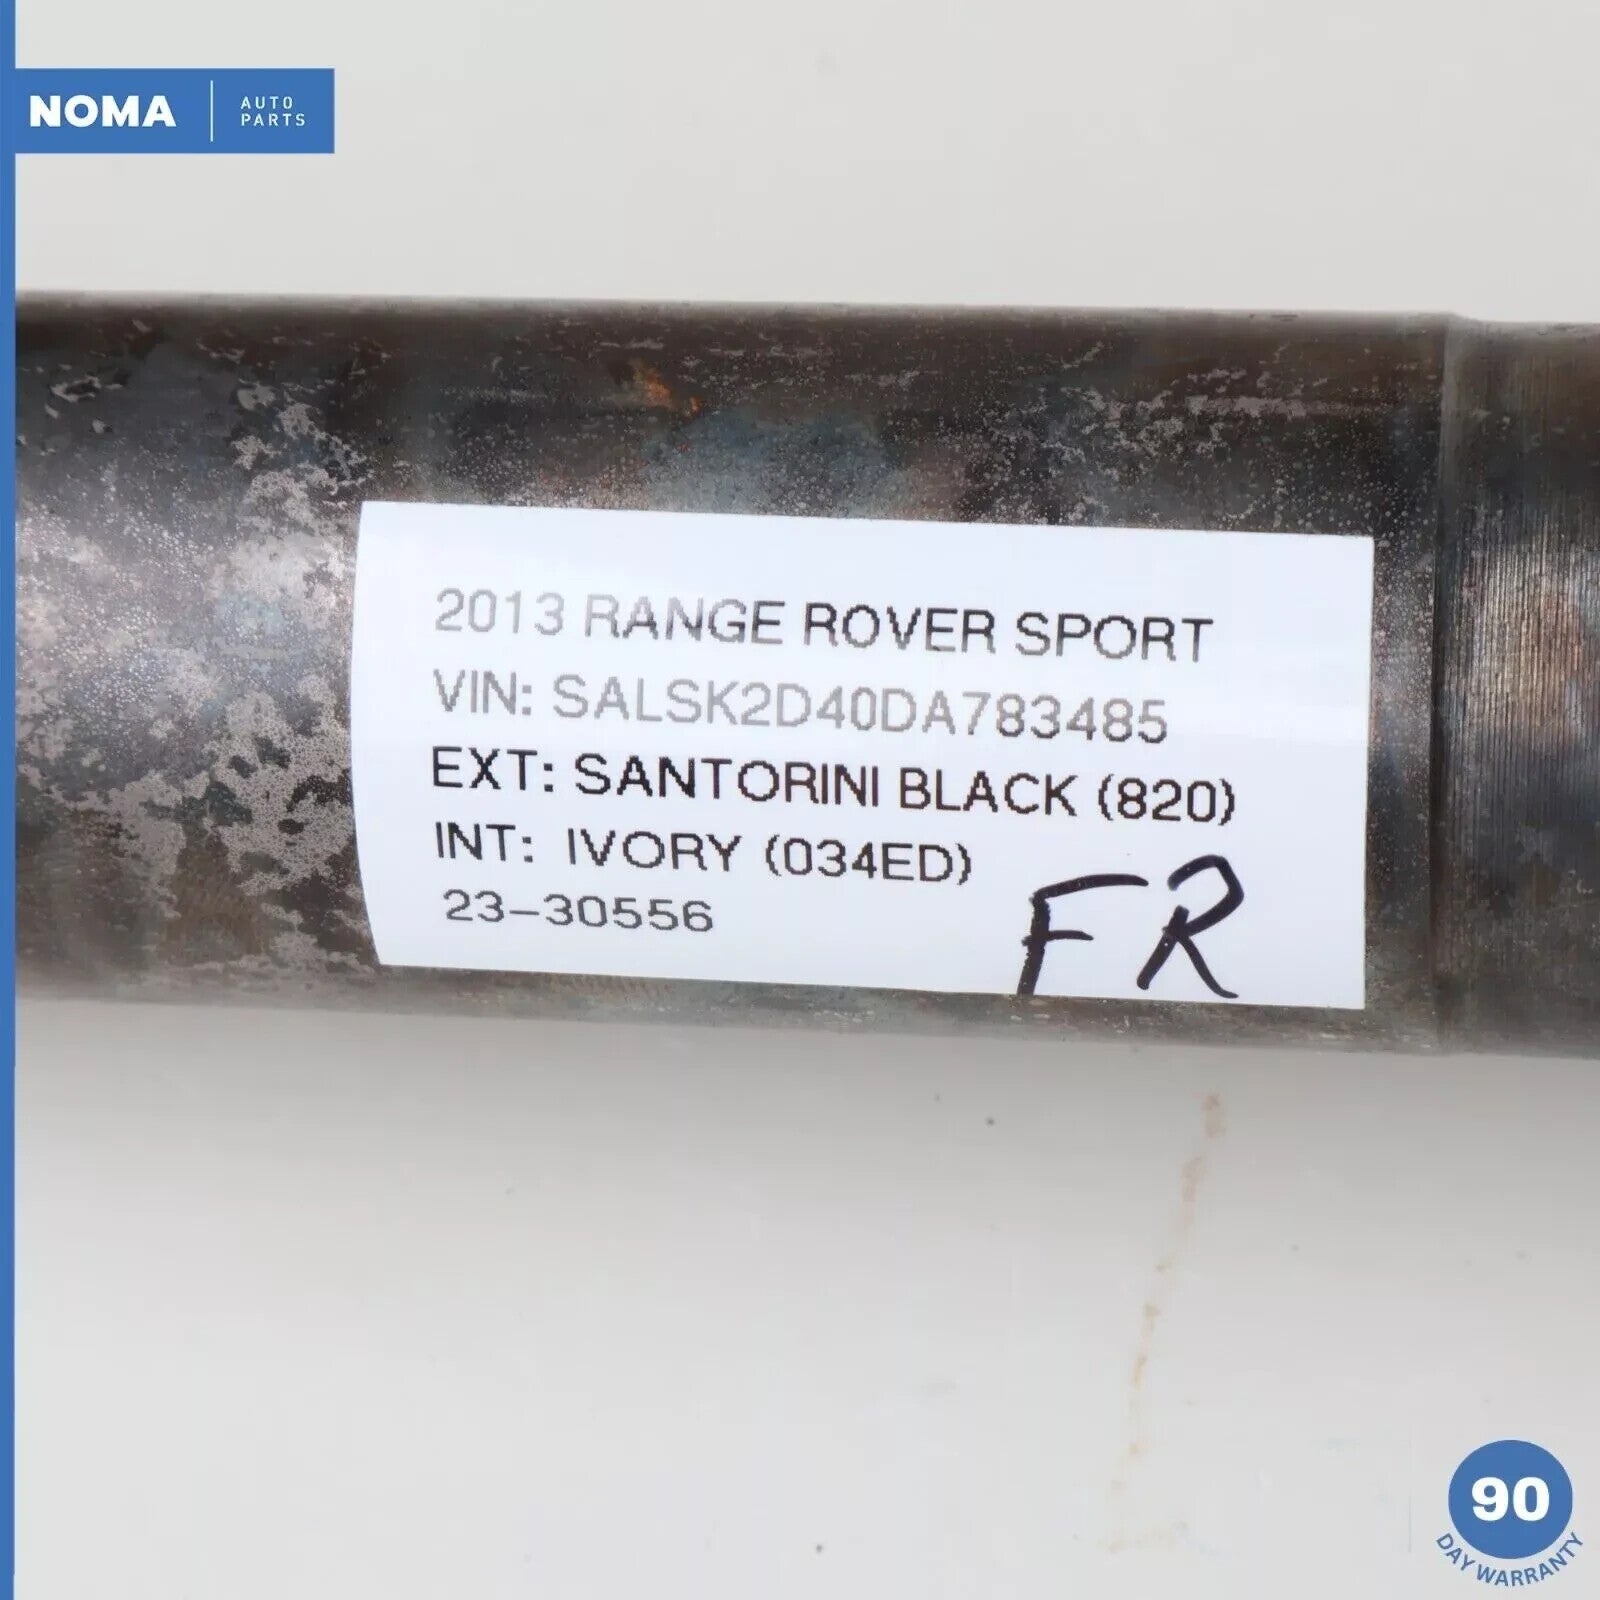 NOMA
AUTO
PARTS
2013 RANGE ROVER SPORT
VIN: SALSK2D40DA783485
EXT: SANTORINI BLACK (820)
INT: IVORY (034ED)
23-30556
FR
90
DAY WARRANTY